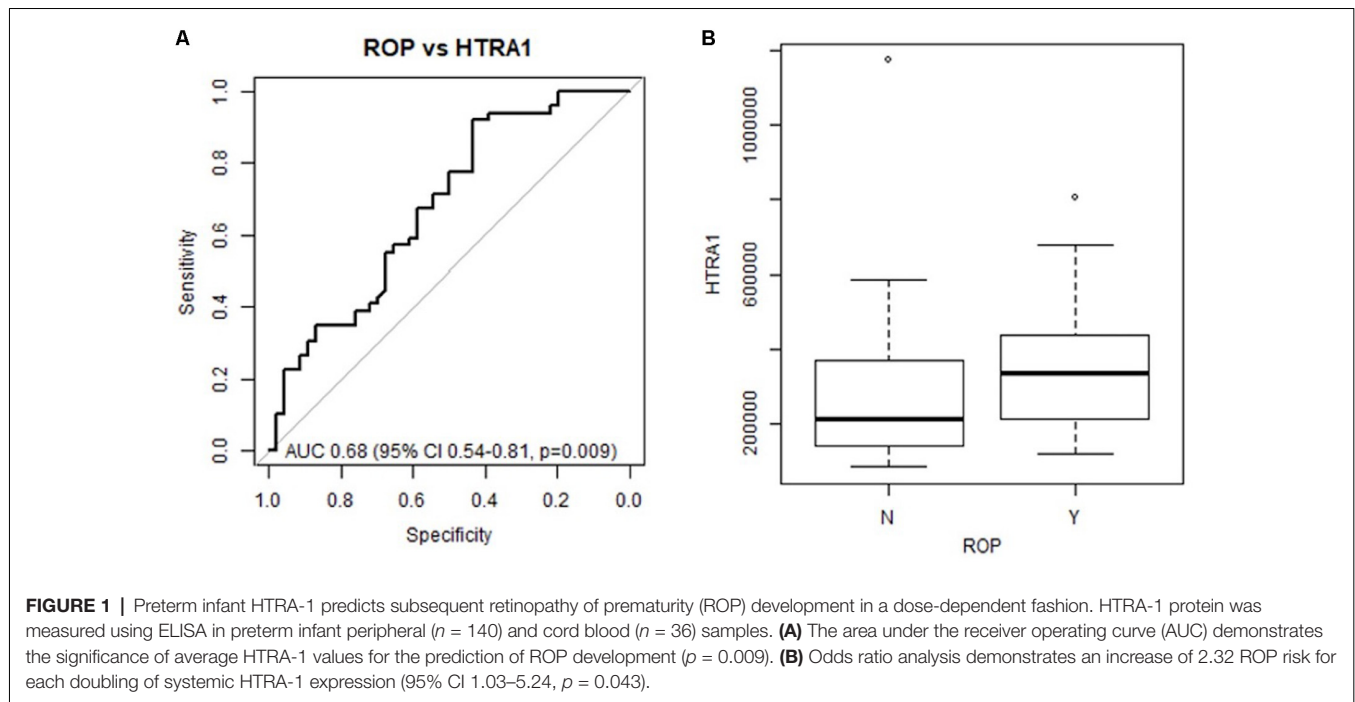 A
ROP vs HTRA1
Sensitivity
1.0
0.8
0.6
0.4
0.2
0.0
AUC 0.68 (95% CI 0.54-0.81, p=0.009)
1.0 0.8 0.6 0.4 0.2 0.0
Specificity
B
HTRA1
1000000
600000
200000
N Y
ROP
FIGURE 1 | Preterm infant HTRA-1 predicts subsequent retinopathy of prematurity (ROP) development in a dose-dependent fashion. HTRA-1 protein was
measured using ELISA in preterm infant peripheral (n = 140) and cord blood (n = 36) samples. (A) The area under the receiver operating curve (AUC) demonstrates
the significance of average HTRA-1 values for the prediction of ROP development (p = 0.009). (B) Odds ratio analysis demonstrates an increase of 2.32 ROP risk for
each doubling of systemic HTRA-1 expression (95% CI 1.03–5.24, p = 0.043).